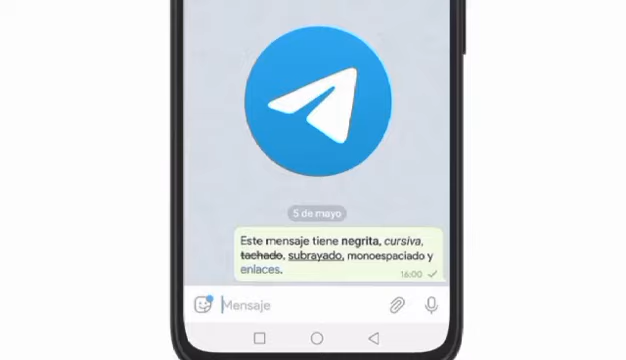 5 de mayo
Este mensaje tiene negrita, cursiva,
tachado, subrayado, monoespaciado y
enlaces.
16:00
Mensaje